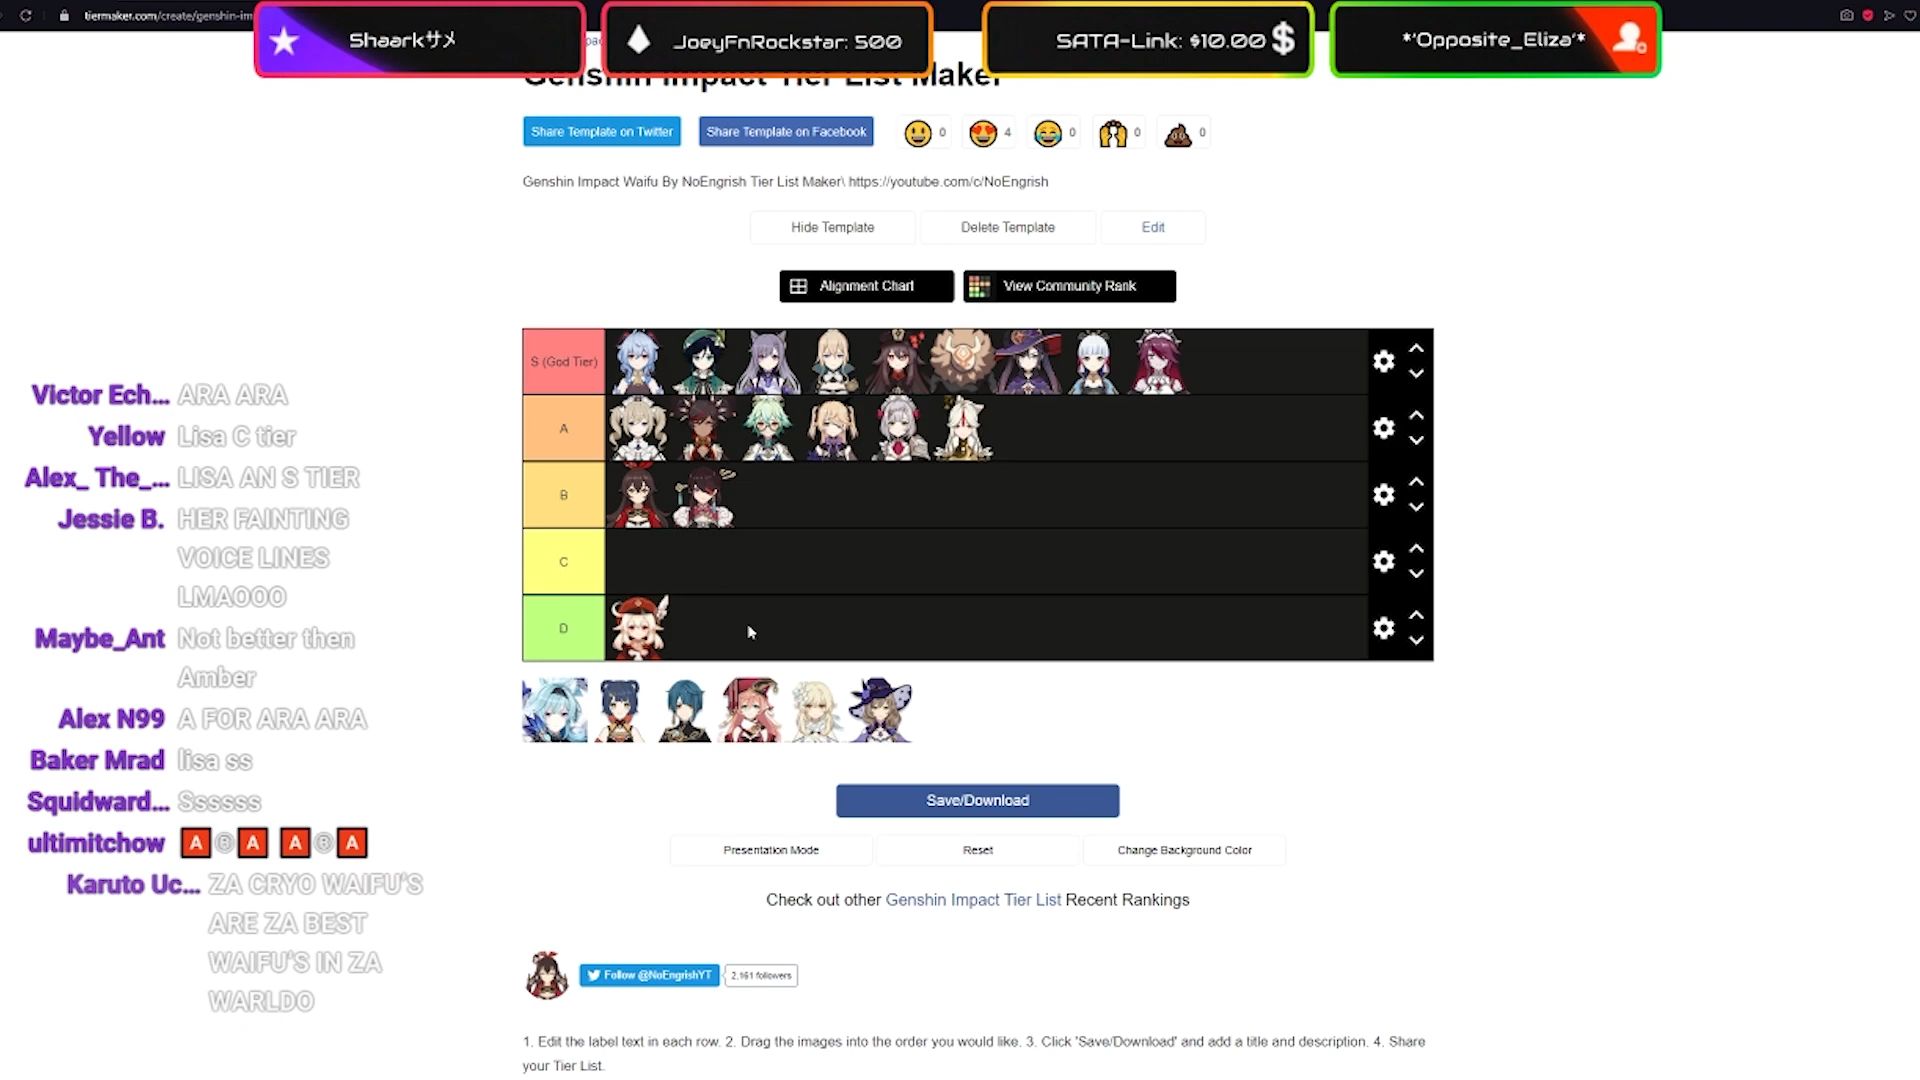 tiermaker.com/create/genshin-im
Shaarkサメ
JoeyFnRockstar: 500
SATA-Link: $10.00 $
*'Opposite_Eliza'*
Genshin Impact Tier List Maker
Share Template on Twitter
Share Template on Facebook
0
4
0
0
0
Genshin Impact Waifu By NoEngrish Tier List Maker\ https://youtube.com/c/NoEngrish
Hide Template
Delete Template
Edit
Alignment Chart
View Community Rank
S (God Tier)
A
B
C
D
Victor Ech... ARA ARA
Yellow Lisa C tier
Alex_ The_... LISA AN S TIER
Jessie B. HER FAINTING
VOICE LINES
LMAOOO
Maybe_Ant Not better then
Amber
Alex N99 A FOR ARA ARA
Baker Mrad lisa ss
Squidward... Ssssss
ultimitchow A ® A A ® A
Karuto Uc... ZA CRYO WAIFU'S
ARE ZA BEST
WAIFU'S IN ZA
WARLDO
Save/Download
Presentation Mode
Reset
Change Background Color
Check out other Genshin Impact Tier List Recent Rankings
Follow @NoEngrishYT
2,161 followers
1. Edit the label text in each row. 2. Drag the images into the order you would like. 3. Click 'Save/Download' and add a title and description. 4. Share
your Tier List.